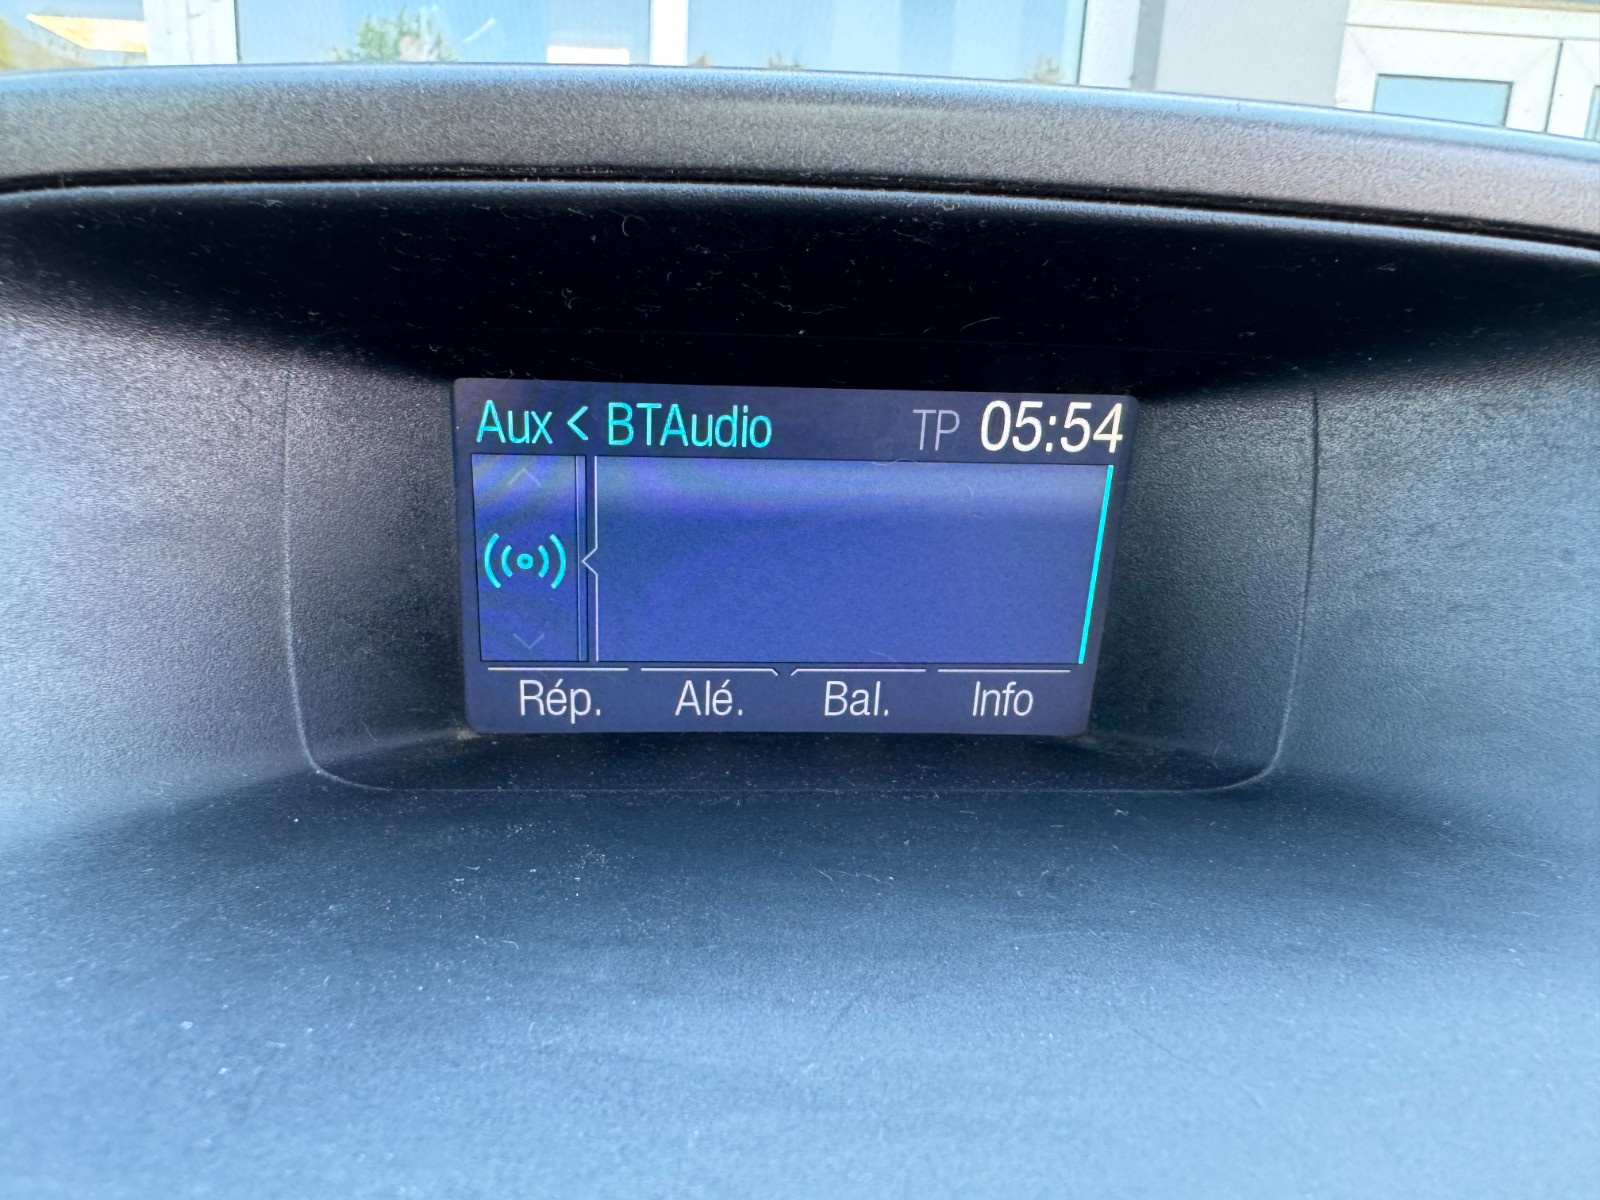 Aux < BTAudio TP 05:54
Rép. Alé. Bal. Info